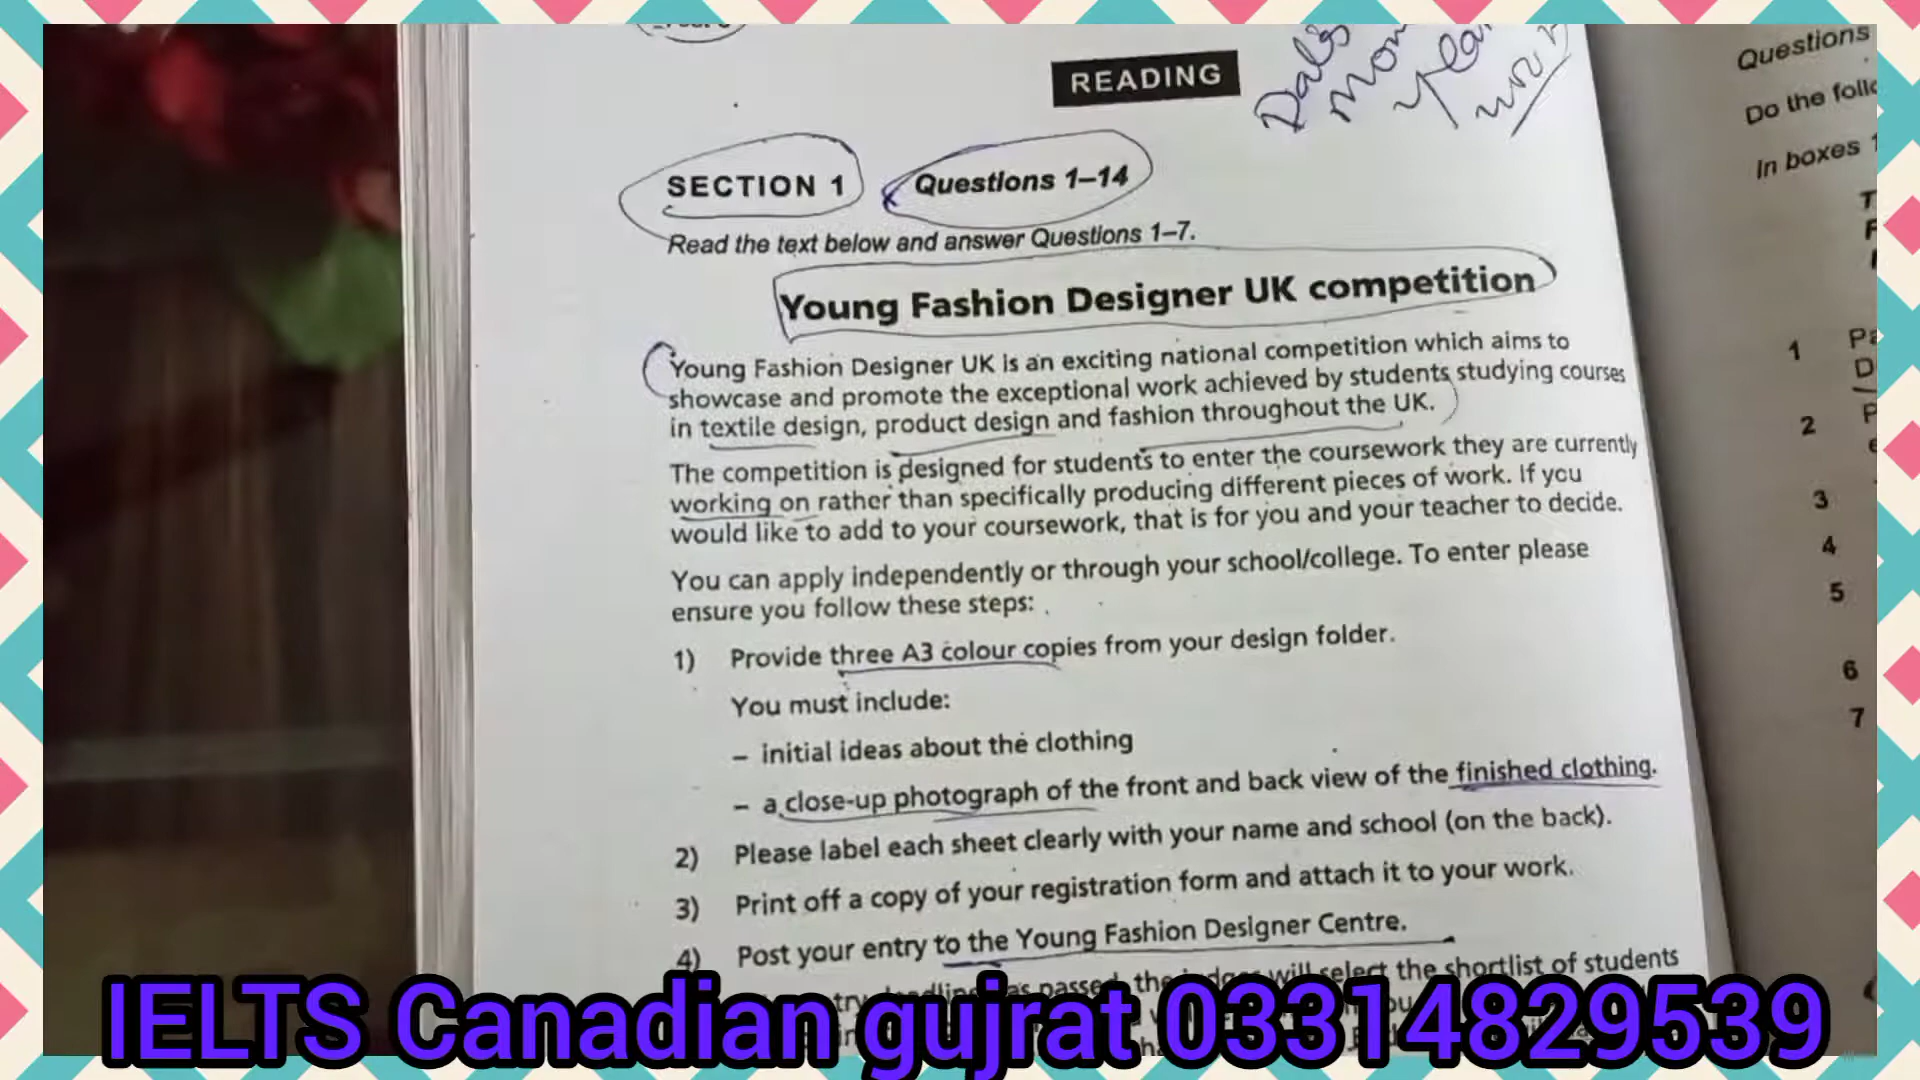 READING
SECTION 1 Questions 1–14
Read the text below and answer Questions 1–7.
Young Fashion Designer UK competition
Young Fashion Designer UK is an exciting national competition which aims to
showcase and promote the exceptional work achieved by students studying courses
in textile design, product design and fashion throughout the UK.
The competition is designed for students to enter the coursework they are currently
working on rather than specifically producing different pieces of work. If you
would like to add to your coursework, that is for you and your teacher to decide.
You can apply independently or through your school/college. To enter please
ensure you follow these steps:
1) Provide three A3 colour copies from your design folder.
You must include:
– initial ideas about the clothing
– a close-up photograph of the front and back view of the finished clothing.
2) Please label each sheet clearly with your name and school (on the back).
3) Print off a copy of your registration form and attach it to your work.
4) Post your entry to the Young Fashion Designer Centre.
passed, the will select the shortlist of students
IELTS Canadian gujrat 03314829539
Questions
Do the
In boxes
1
2
3
4
5
6
7